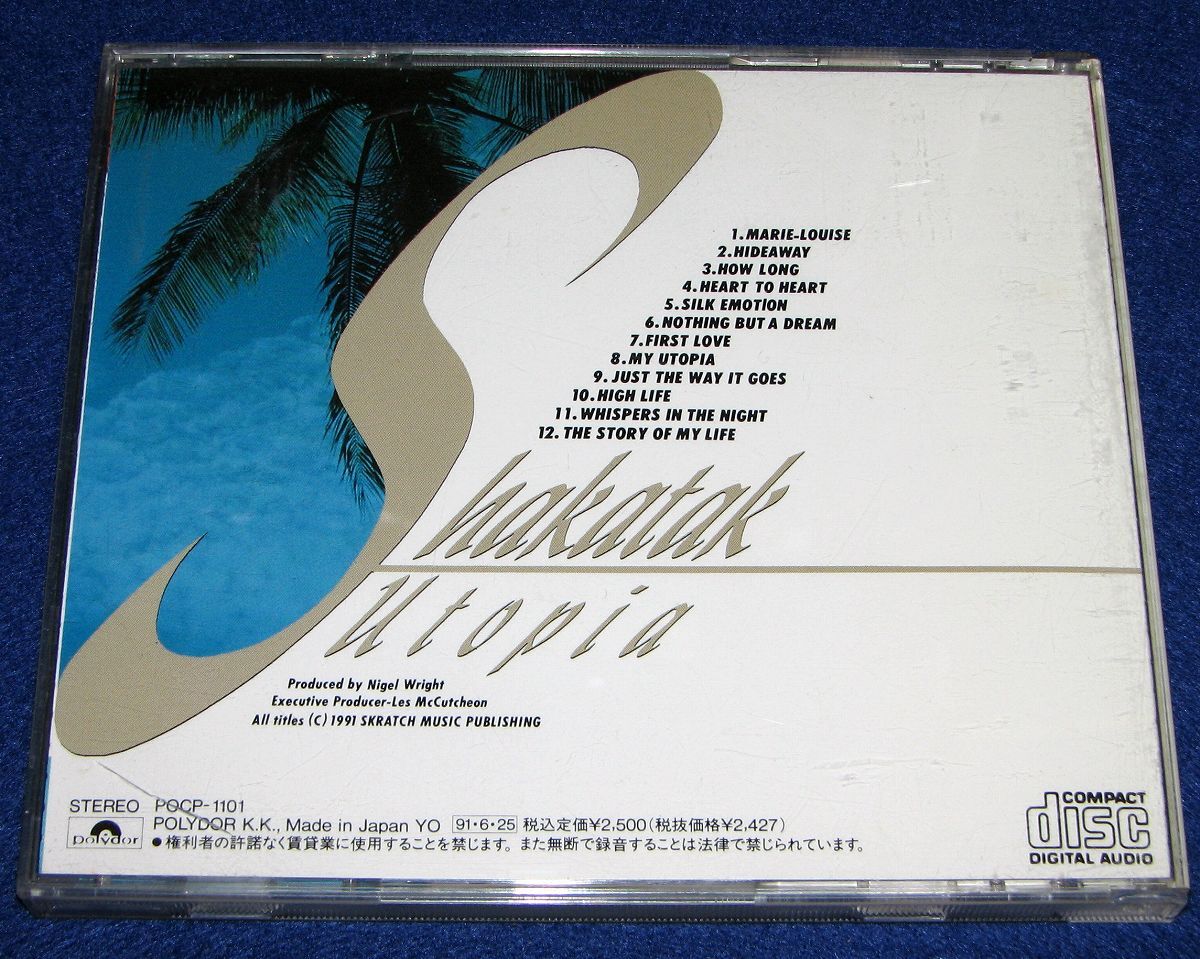 1.MARIE-LOUISE
2.HIDEAWAY
3.HOW LONG
4.HEART TO HEART
5.SILK EMOTION
6.NOTHING BUT A DREAM
7.FIRST LOVE
8.MY UTOPIA
9.JUST THE WAY IT GOES
10.HIGH LIFE
11.WHISPERS IN THE NIGHT
12.THE STORY OF MY LIFE
Shakatak
Utopia
Produced by Nigel Wright
Executive Producer-Les McCutcheon
All titles (C) 1991 SKRATCH MUSIC PUBLISHING
STEREO POCP-1101
polydor POLYDOR K.K., Made in Japan YO 91・6・25 税込定価¥2,500(税抜価格¥2,427)
●権利者の許諾なく賃貸業に使用することを禁じます。また無断で録音することは法律で禁じられています。
COMPACT
disc
DIGITAL AUDIO